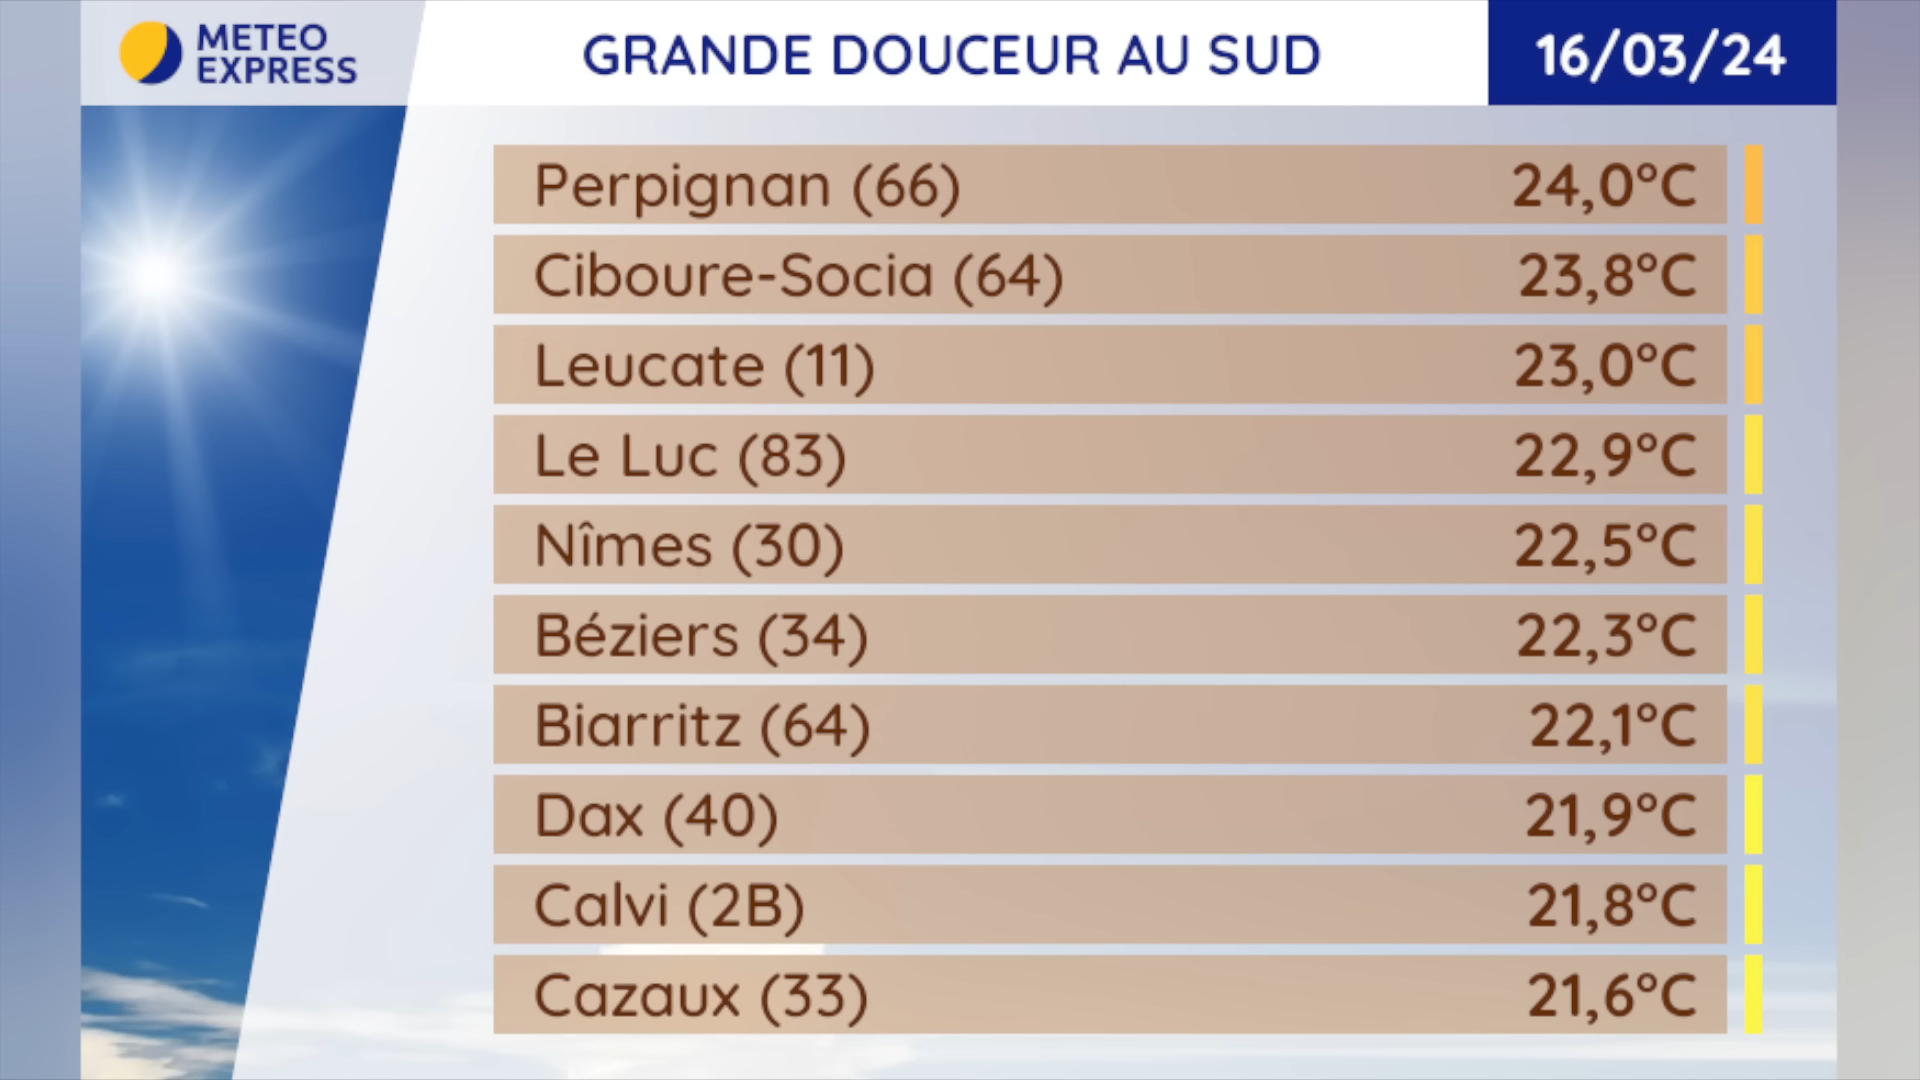 METEO
EXPRESS
GRANDE DOUCEUR AU SUD
16/03/24
Perpignan (66) 24,0°C
Ciboure-Socia (64) 23,8°C
Leucate (11) 23,0°C
Le Luc (83) 22,9°C
Nîmes (30) 22,5°C
Béziers (34) 22,3°C
Biarritz (64) 22,1°C
Dax (40) 21,9°C
Calvi (2B) 21,8°C
Cazaux (33) 21,6°C